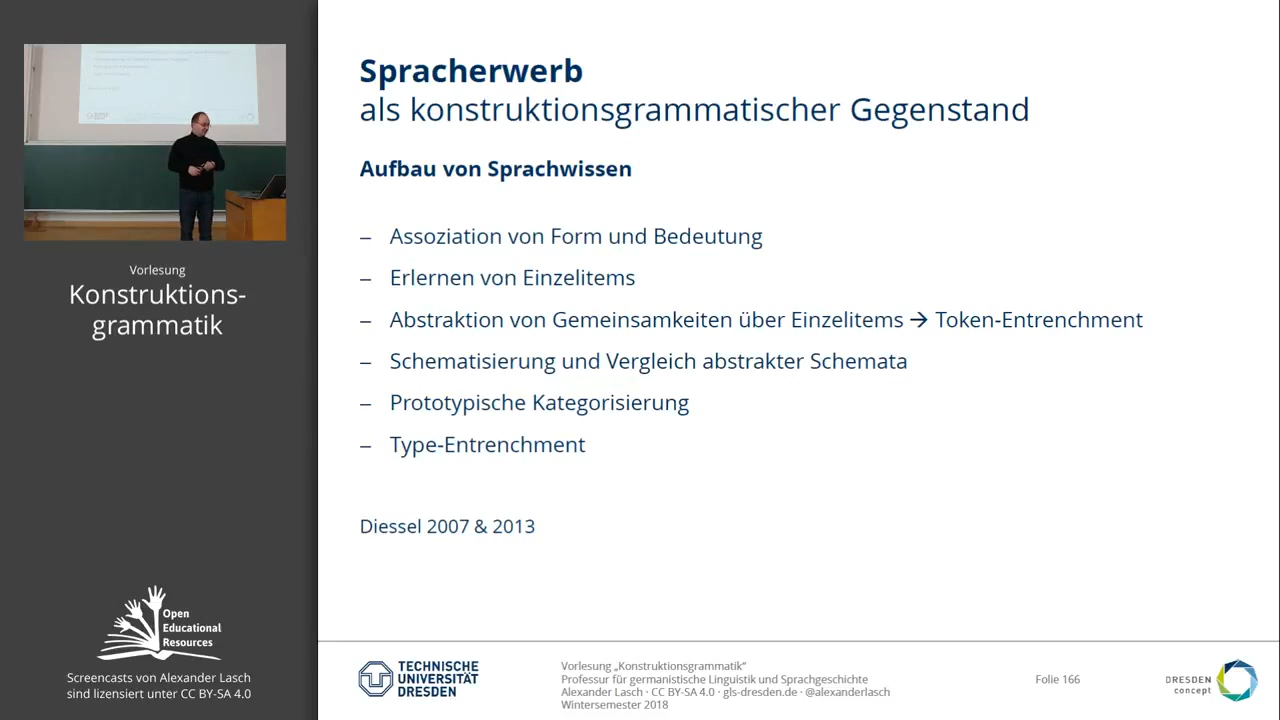 Spracherwerb
als konstruktionsgrammatischer Gegenstand
Aufbau von Sprachwissen
– Assoziation von Form und Bedeutung
– Erlernen von Einzelitems
– Abstraktion von Gemeinsamkeiten über Einzelitems → Token-Entrenchment
– Schematisierung und Vergleich abstrakter Schemata
– Prototypische Kategorisierung
– Type-Entrenchment
Diessel 2007 & 2013
Vorlesung
Konstruktions-
grammatik
Open
Educational
Resources
Screencasts von Alexander Lasch
sind lizensiert unter CC BY-SA 4.0
TECHNISCHE
UNIVERSITÄT
DRESDEN
Vorlesung „Konstruktionsgrammatik“
Professur für germanistische Linguistik und Sprachgeschichte
Alexander Lasch · CC BY-SA 4.0 · gls-dresden.de · @alexanderlasch
Wintersemester 2018
Folie 166
DRESDEN
concept